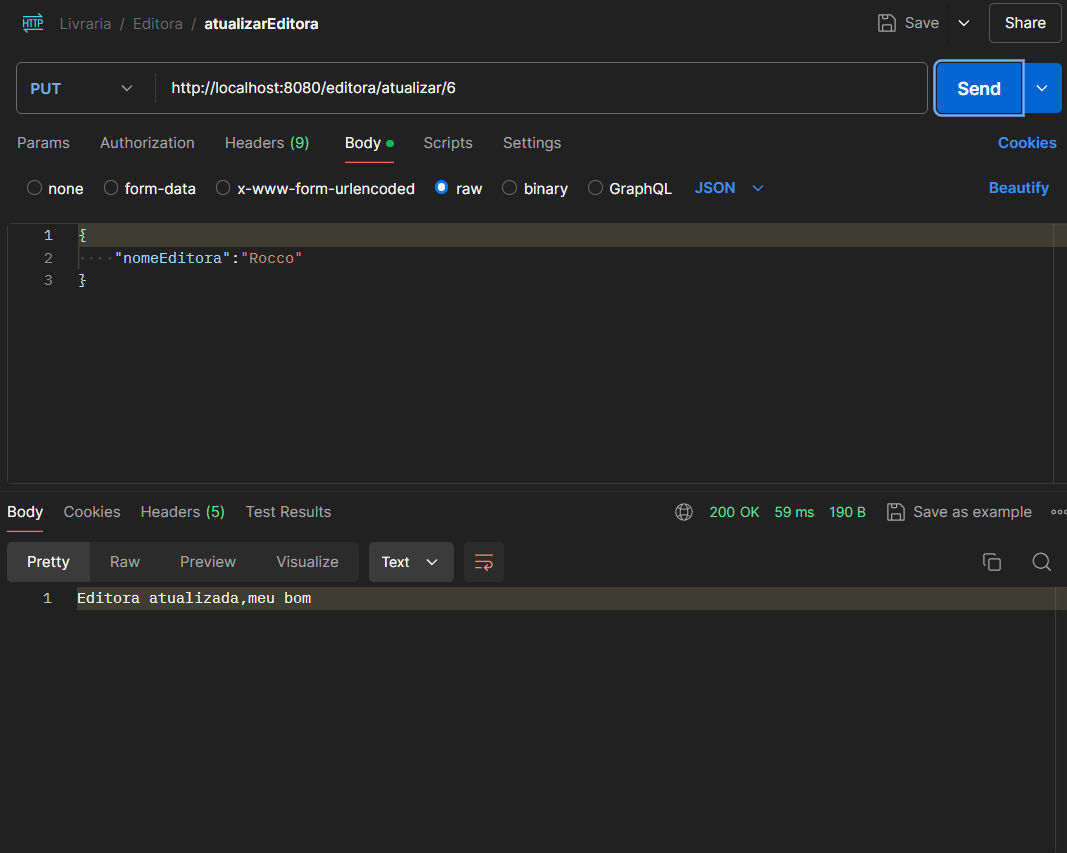 HTTP Livraria / Editora / atualizarEditora Save Share
PUT http://localhost:8080/editora/atualizar/6 Send
Params Authorization Headers (9) Body Scripts Settings Cookies
none form-data x-www-form-urlencoded raw binary GraphQL JSON Beautify
1 {
2 ····"nomeEditora":"Rocco"
3 }
Body Cookies Headers (5) Test Results 200 OK 59 ms 190 B Save as example
Pretty Raw Preview Visualize Text
1 Editora atualizada,meu bom